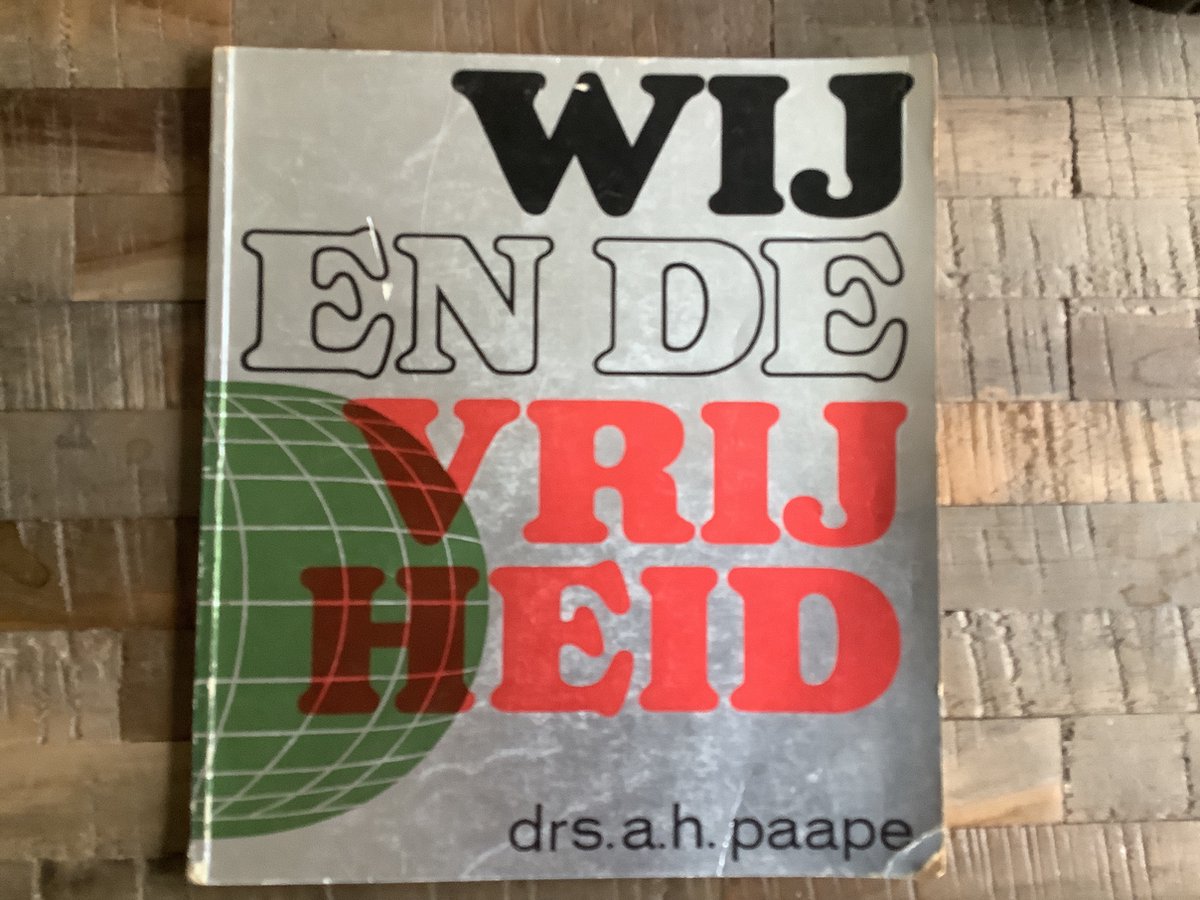 WIJ
EN DE
VRIJ
HEID
drs. a.h. paape